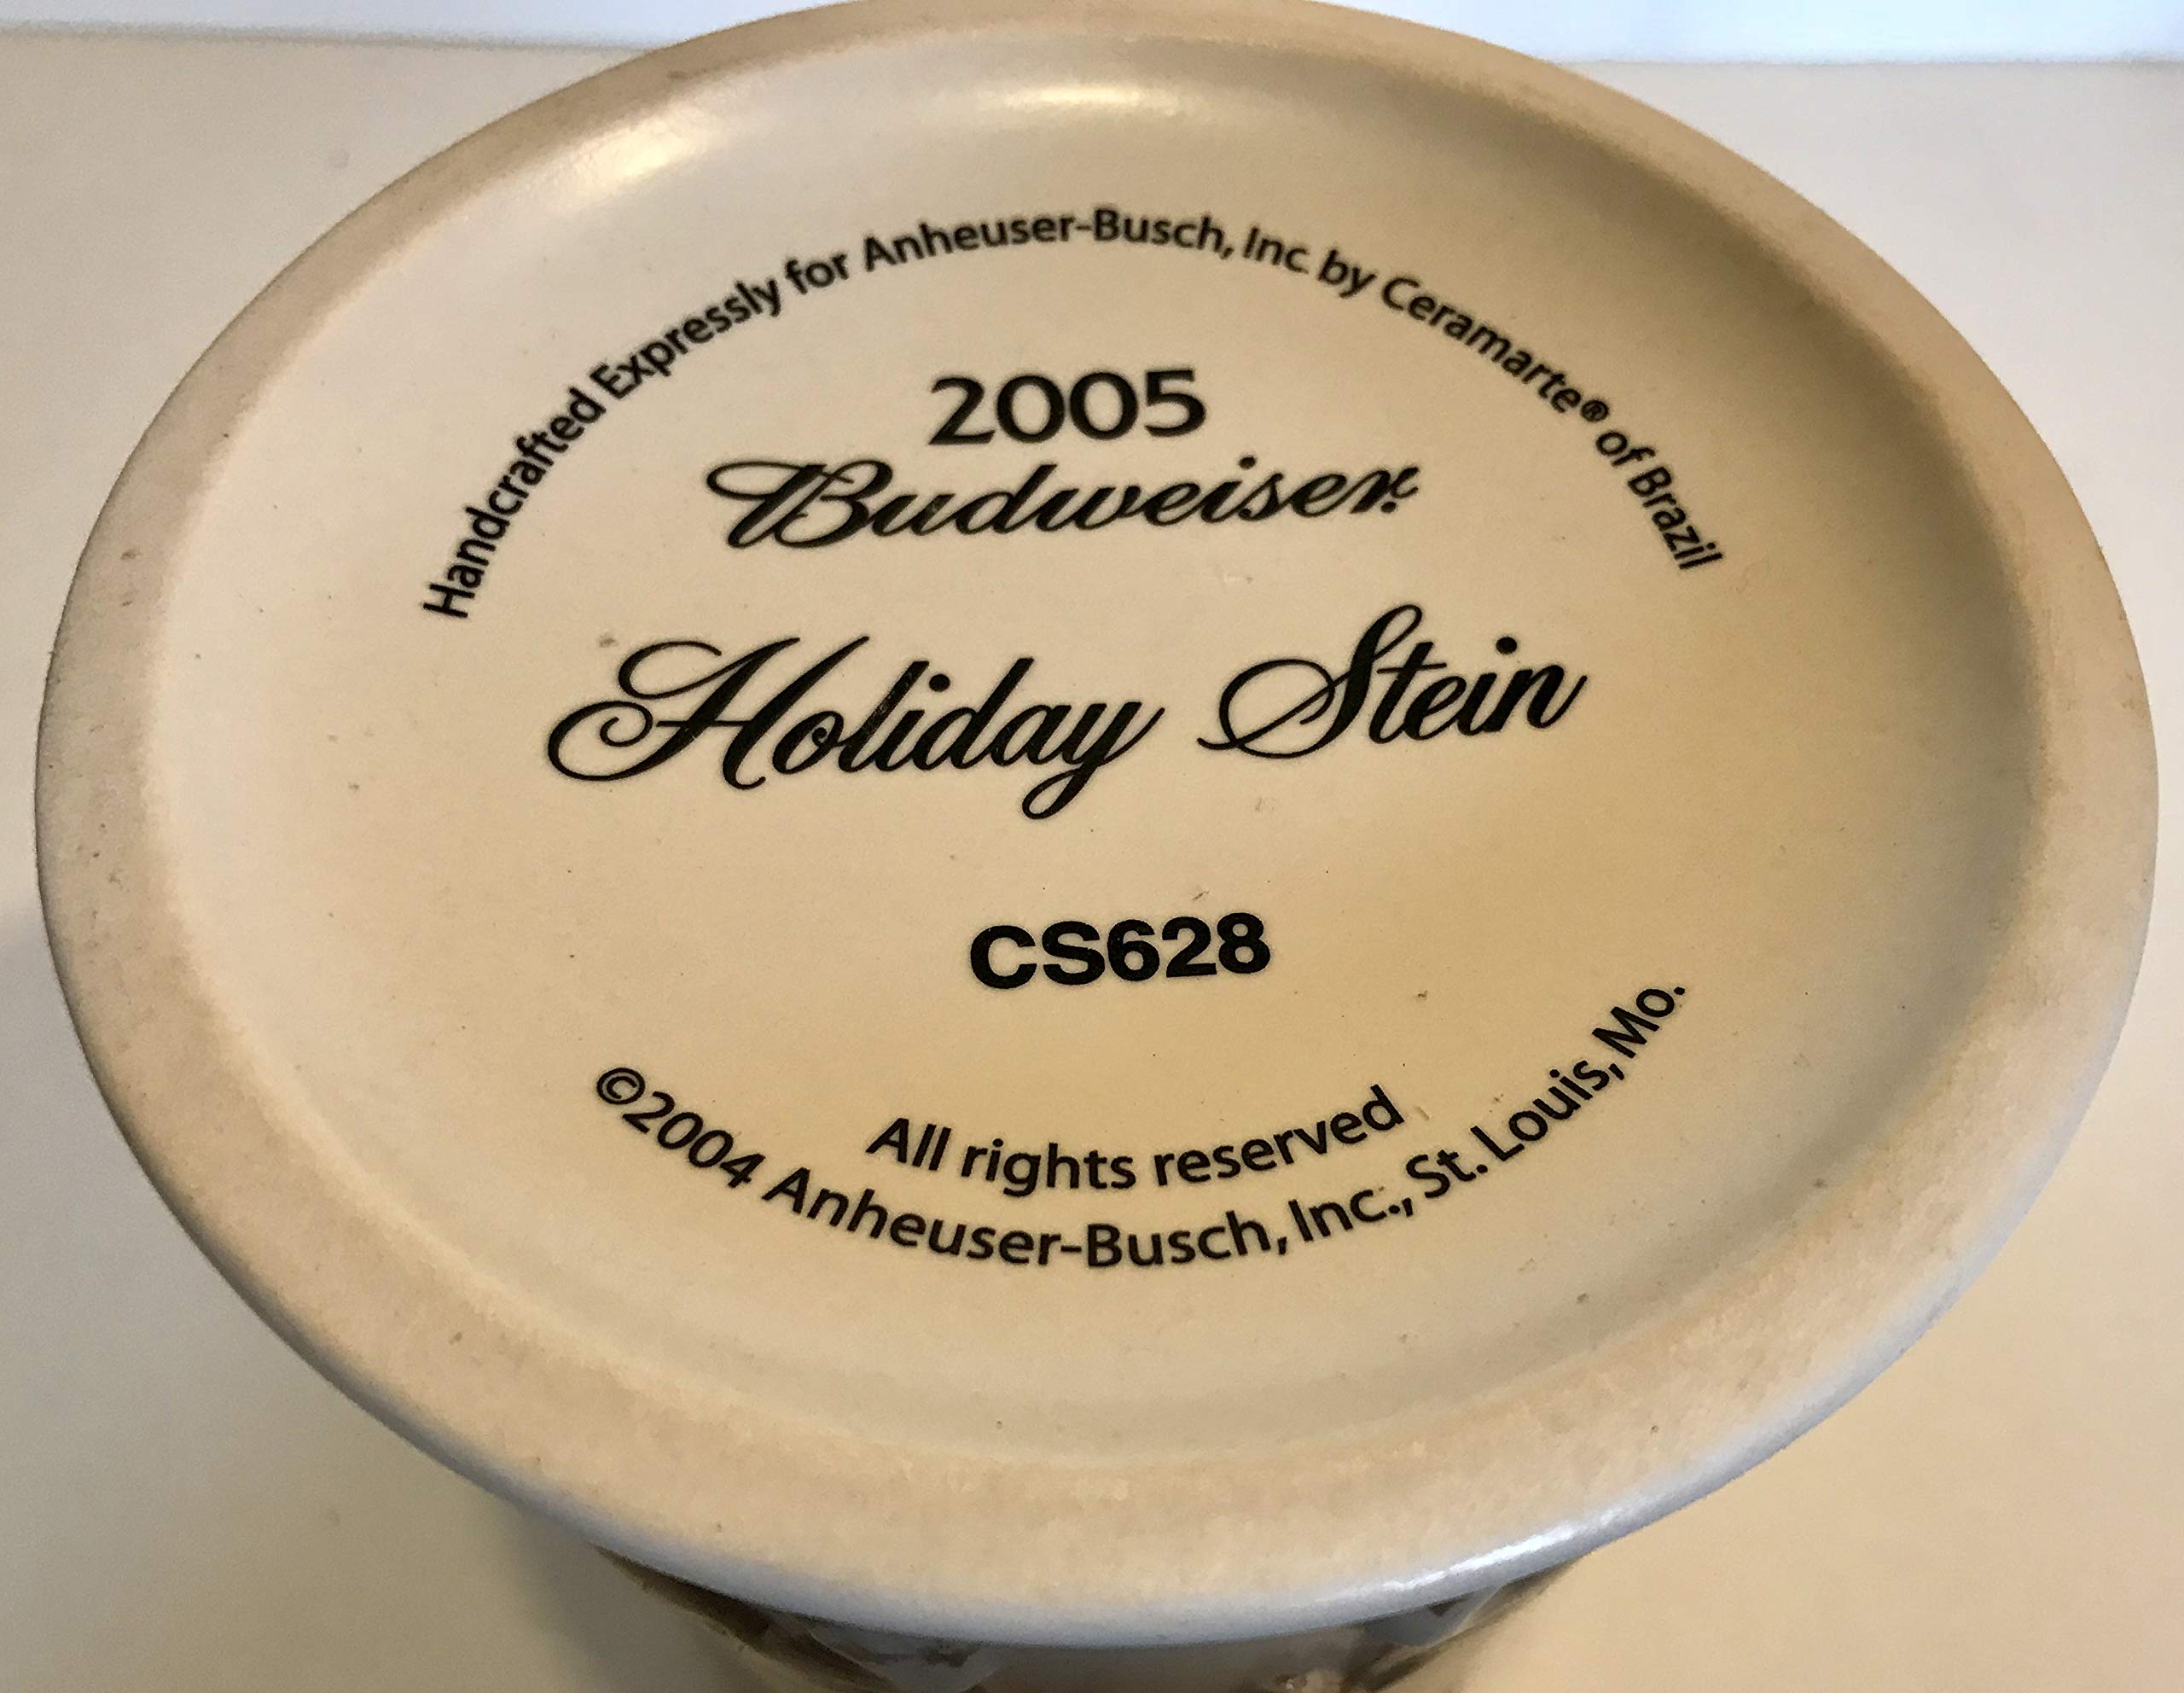 Handcrafted Expressly for Anheuser-Busch, Inc. by Ceramarte® of Brazil
2005
Budweiser®
Holiday Stein
CS628
All rights reserved
©2004 Anheuser-Busch, Inc., St. Louis, Mo.